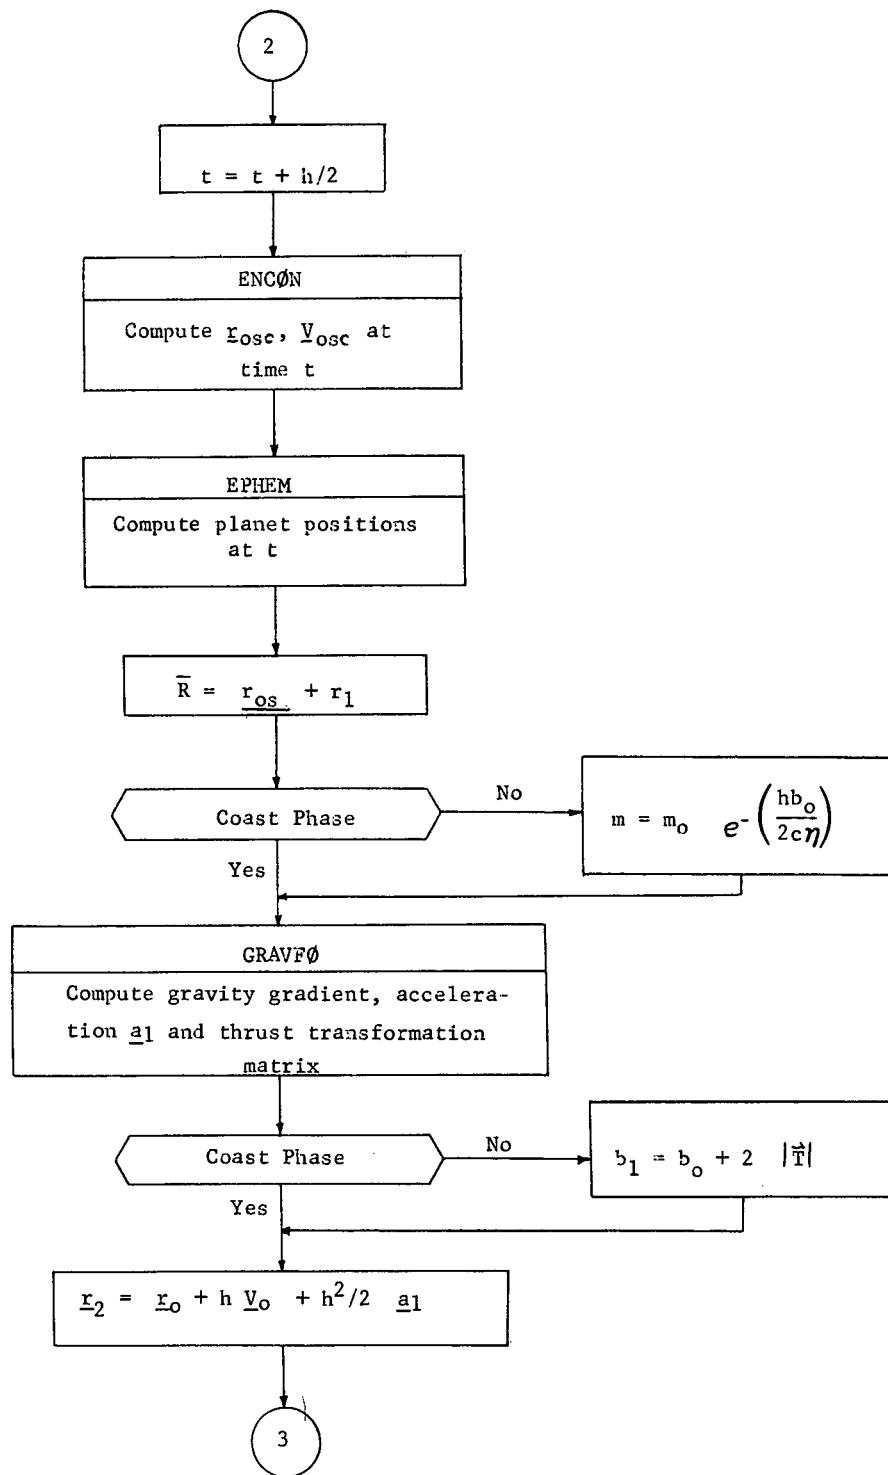 2
t = t + h/2
ENCØN
Compute r_osc, V_osc at
time t
EPHEM
Compute planet positions
at t
R̅ = r_os + r_1
Coast Phase
No
m = m_o e^-(hb_o/2cη)
Yes
GRAVFØ
Compute gravity gradient, accelera-
tion a1 and thrust transformation
matrix
Coast Phase
No
b_1 = b_o + 2 |T⃗|
Yes
r_2 = r_o + h V_o + h^2/2 a1
3